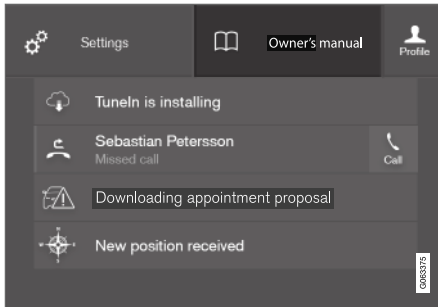 Settings
Owner's manual
Profile
TuneIn is installing
Sebastian Petersson
Missed call
Call
Downloading appointment proposal
New position received
G063375